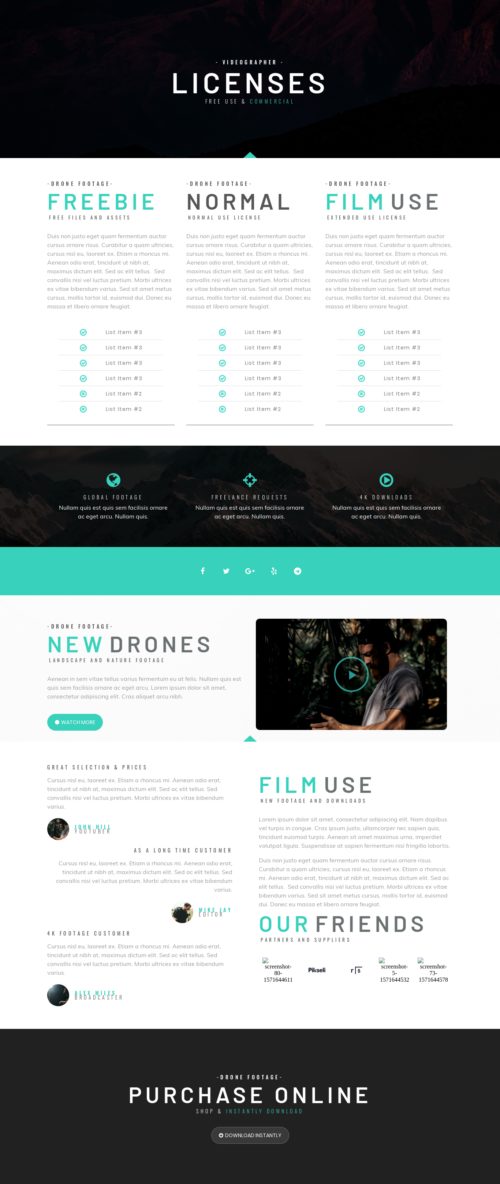 - VIDEOGRAPHER -
LICENSES
FREE USE & COMMERCIAL
-DRONE FOOTAGE-
FREEBIE
FREE FILES AND ASSETS
Duis non justo eget quam fermentum auctor
cursus ornare risus. Curabitur a quam ultricies,
cursus nisl eu, laoreet ex. Etiam a rhoncus mi.
Aenean odio erat, tincidunt ut nibh at,
maximus dictum elit. Sed ac elit tellus. Sed
convallis nisi vel luctus pretium. Morbi ultrices
ex vitae bibendum varius. Sed sit amet metus
cursus, mollis tortor id, euismod dui. Donec eu
massa et libero ornare feugiat.
List Item #3
List Item #3
List Item #3
List Item #3
List Item #2
List Item #2
-DRONE FOOTAGE-
NORMAL
NORMAL USE LICENSE
Duis non justo eget quam fermentum auctor
cursus ornare risus. Curabitur a quam ultricies,
cursus nisl eu, laoreet ex. Etiam a rhoncus mi.
Aenean odio erat, tincidunt ut nibh at,
maximus dictum elit. Sed ac elit tellus. Sed
convallis nisi vel luctus pretium. Morbi ultrices
ex vitae bibendum varius. Sed sit amet metus
cursus, mollis tortor id, euismod dui. Donec eu
massa et libero ornare feugiat.
List Item #3
List Item #3
List Item #3
List Item #3
List Item #2
List Item #2
-DRONE FOOTAGE-
FILM USE
EXTENDED USE LICENSE
Duis non justo eget quam fermentum auctor
cursus ornare risus. Curabitur a quam ultricies,
cursus nisl eu, laoreet ex. Etiam a rhoncus mi.
Aenean odio erat, tincidunt ut nibh at,
maximus dictum elit. Sed ac elit tellus. Sed
convallis nisi vel luctus pretium. Morbi ultrices
ex vitae bibendum varius. Sed sit amet metus
cursus, mollis tortor id, euismod dui. Donec eu
massa et libero ornare feugiat.
List Item #3
List Item #3
List Item #3
List Item #3
List Item #2
List Item #2
GLOBAL FOOTAGE
Nullam quis est quis sem facilisis ornare
ac eget arcu. Nullam quis.
FREELANCE REQUESTS
Nullam quis est quis sem facilisis ornare
ac eget arcu. Nullam quis.
4K DOWNLOADS
Nullam quis est quis sem facilisis ornare
ac eget arcu. Nullam quis.
-DRONE FOOTAGE-
NEW DRONES
LANDSCAPE AND NATURE FOOTAGE
Aenean in sem vitae tellus varius fermentum eu at felis. Nullam quis est
quis sem facilisis ornare ac eget arcu. Lorem ipsum dolor sit amet,
consectetur adipiscing elit. Cras aliquet arcu nibh.
WATCH MORE
GREAT SELECTION & PRICES
Cursus nisl eu, laoreet ex. Etiam a rhoncus mi. Aenean odio erat,
tincidunt ut nibh at, maximus dictum elit. Sed ac elit tellus. Sed
convallis nisi vel luctus pretium. Morbi ultrices ex vitae bibendum
varius.
JOHN HILL
YOUTUBER
AS A LONG TIME CUSTOMER
Cursus nisl eu, laoreet ex. Etiam a rhoncus mi. Aenean odio erat,
tincidunt ut nibh at, maximus dictum elit. Sed ac elit tellus. Sed
convallis nisi vel luctus pretium. Morbi ultrices ex vitae bibendum
varius.
MIKE JAY
EDITOR
4K FOOTAGE CUSTOMER
Cursus nisl eu, laoreet ex. Etiam a rhoncus mi. Aenean odio erat,
tincidunt ut nibh at, maximus dictum elit. Sed ac elit tellus. Sed
convallis nisi vel luctus pretium. Morbi ultrices ex vitae bibendum
varius.
ALEX MILES
BROADCASTER
FILM USE
NEW FOOTAGE AND DOWNLOADS
Lorem ipsum dolor sit amet, consectetur adipiscing elit. Nam dapibus
vel turpis in congue. Cras justo, ullamcorper nec sapien quis,
tincidunt euismod turpis. Sed eu libero a orci imperdiet imperdiet,
volutpat ligula. Suspendisse at sapien fermentum nisl fringilla lobortis.
Duis non justo eget quam fermentum auctor cursus ornare risus.
Curabitur a quam ultricies, cursus nisl eu, laoreet ex. Etiam a rhoncus
mi. Aenean odio erat, tincidunt ut nibh at, maximus dictum elit. Sed ac
elit tellus. Sed convallis nisi vel luctus pretium. Morbi ultrices ex vitae
bibendum varius. Sed sit amet metus cursus, mollis tortor id, euismod
dui. Donec eu massa et libero ornare feugiat.
OUR FRIENDS
PARTNERS AND SUPPLIERS
screenshot-
80-
1571644611
Pikseli
screenshot-
5-
1571644532
screenshot-
73-
1571644578
-DRONE FOOTAGE-
PURCHASE ONLINE
SHOP & INSTANTLY DOWNLOAD
DOWNLOAD INSTANTLY